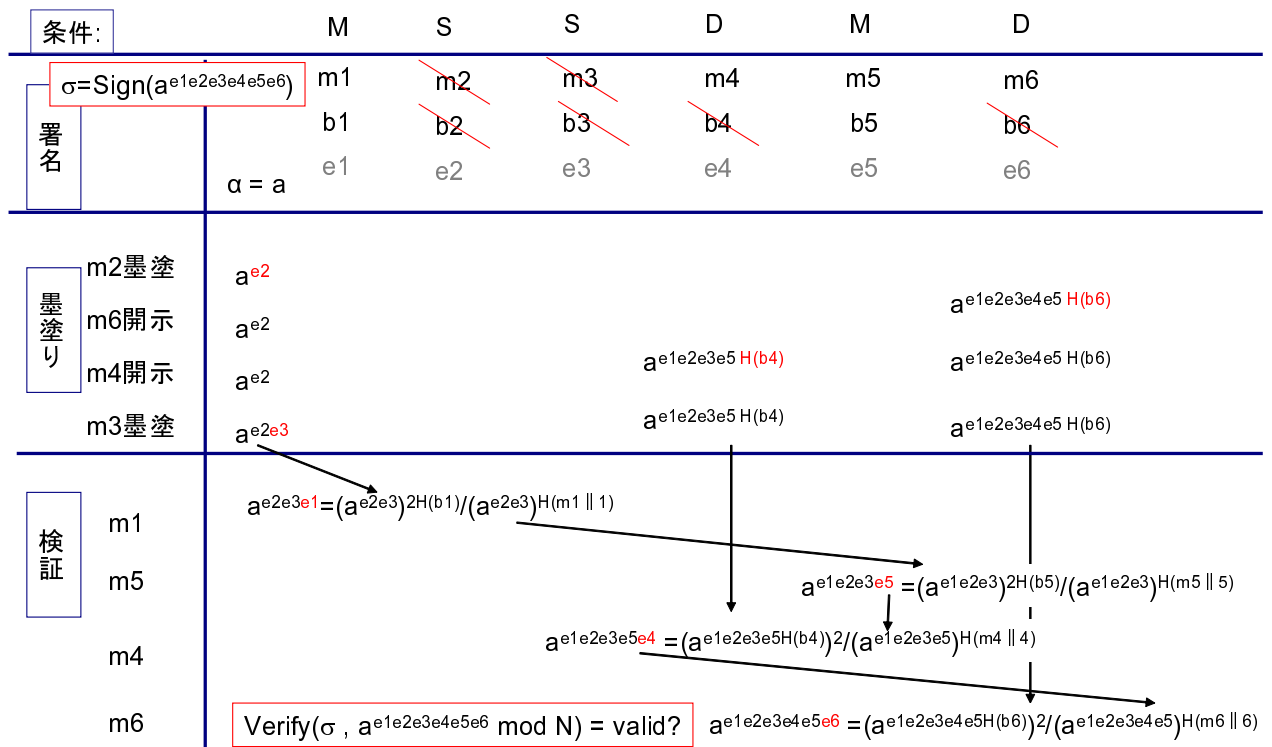 条件: M S S D M D
σ=Sign(a^e1e2e3e4e5e6)
m1 m2 m3 m4 m5 m6
署名
b1 b2 b3 b4 b5 b6
e1 e2 e3 e4 e5 e6
α = a
墨塗り
m2墨塗 a^e2
a^e1e2e3e4e5 H(b6)
m6開示 a^e2
m4開示 a^e2 a^e1e2e3e5 H(b4) a^e1e2e3e4e5 H(b6)
m3墨塗 a^e2e3 a^e1e2e3e5 H(b4) a^e1e2e3e4e5 H(b6)
検証
m1 a^e2e3e1=(a^e2e3)^2H(b1)/(a^e2e3)^H(m1∥1)
m5 a^e1e2e3e5 =(a^e1e2e3)^2H(b5)/(a^e1e2e3)^H(m5∥5)
m4 a^e1e2e3e5e4 =(a^e1e2e3e5H(b4))^2/(a^e1e2e3e5)^H(m4∥4)
m6 Verify(σ , a^e1e2e3e4e5e6 mod N) = valid? a^e1e2e3e4e5e6 =(a^e1e2e3e4e5H(b6))^2/(a^e1e2e3e4e5)^H(m6∥6)